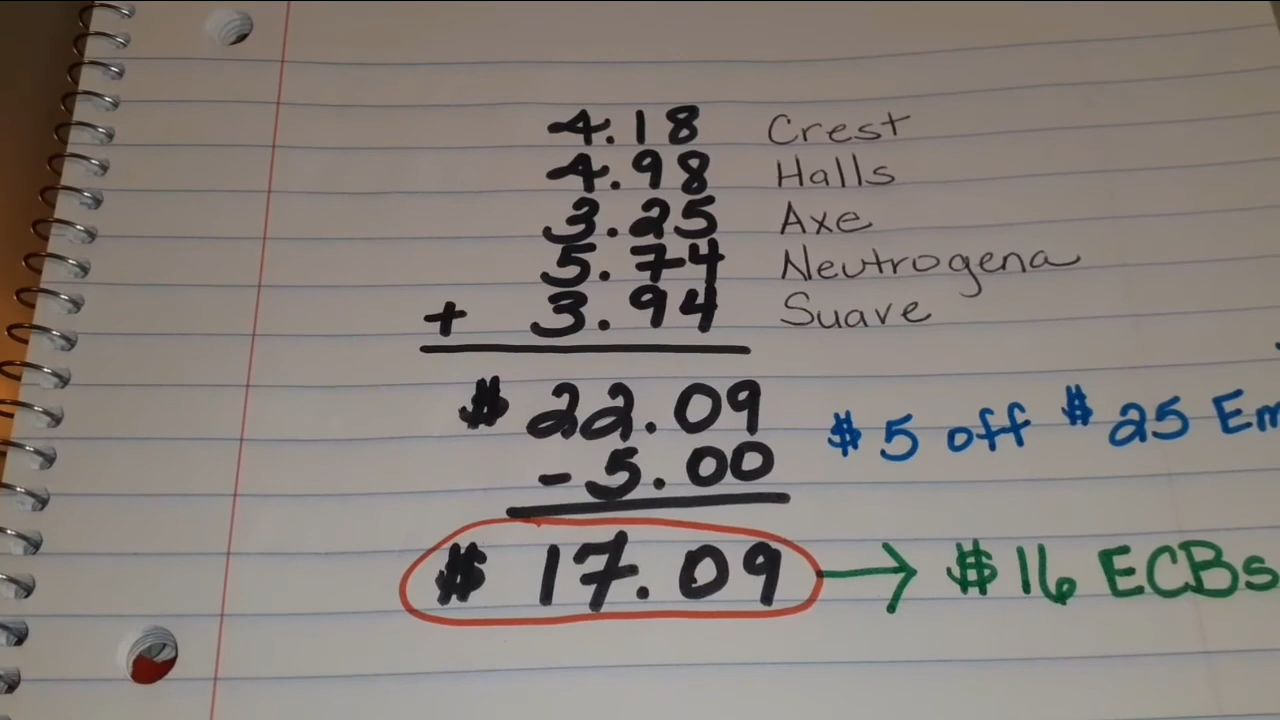 4.18 Crest
4.98 Halls
3.25 Axe
5.74 Neutrogena
+ 3.94 Suave
$ 22.09 $5 off $25
- 5.00
$ 17.09 → $16 ECBs